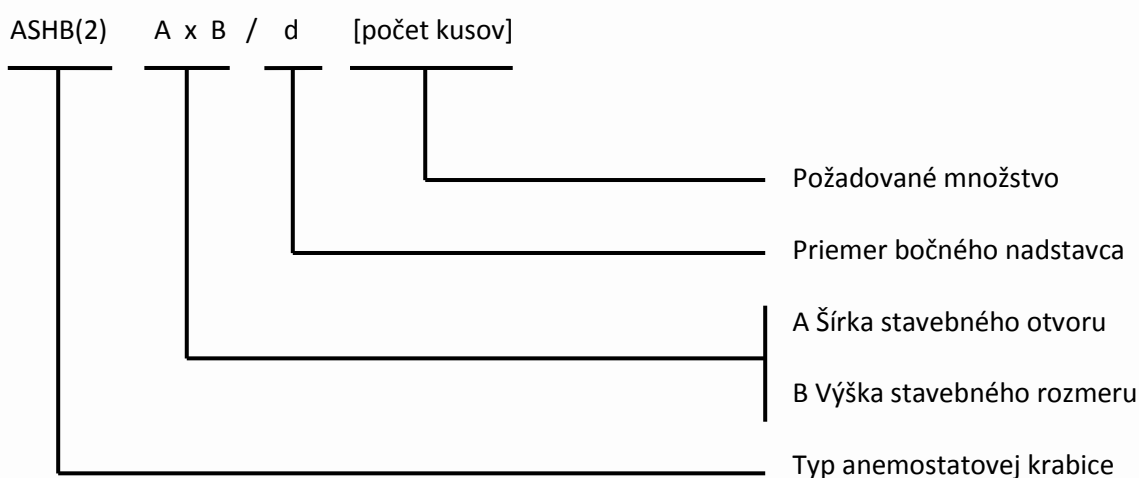 ASHB(2) A x B / d [počet kusov]
Požadované množstvo
Priemer bočného nadstavca
A Šírka stavebného otvoru
B Výška stavebného rozmeru
Typ anemostatovej krabice